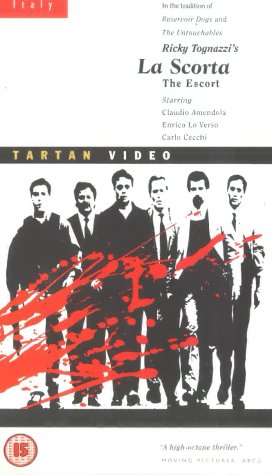 Italy
In the tradition of
Reservoir Dogs and
The Untouchables
Ricky Tognazzi's
La Scorta
The Escort
Starring
Claudio Amendola
Enrico Lo Verso
Carlo Cecchi
TARTAN VIDEO
15
"A high-octane thriller."
MOVING PICTURES, BBC2